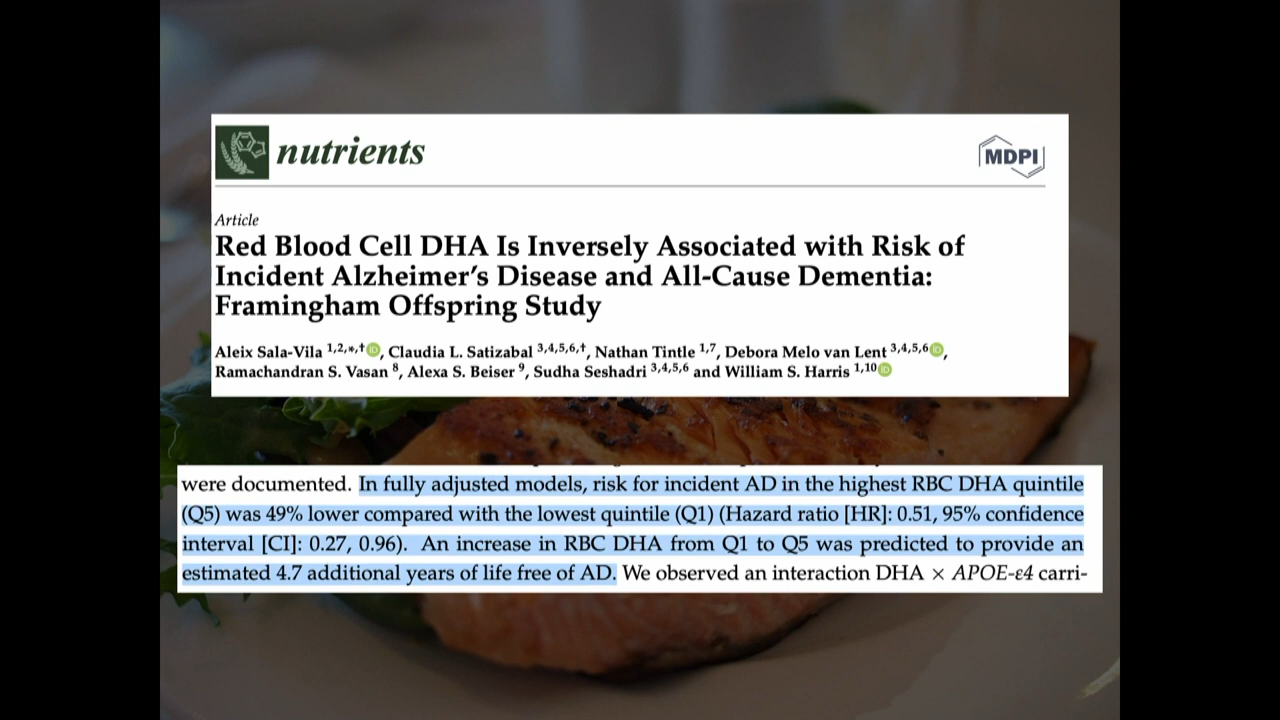 nutrients
MDPI
Article
Red Blood Cell DHA Is Inversely Associated with Risk of
Incident Alzheimer’s Disease and All-Cause Dementia:
Framingham Offspring Study
Aleix Sala-Vila 1,2,*,† iD, Claudia L. Satizabal 3,4,5,6,†, Nathan Tintle 1,7, Debora Melo van Lent 3,4,5,6 iD,
Ramachandran S. Vasan 8, Alexa S. Beiser 9, Sudha Seshadri 3,4,5,6 and William S. Harris 1,10 iD
were documented. In fully adjusted models, risk for incident AD in the highest RBC DHA quintile
(Q5) was 49% lower compared with the lowest quintile (Q1) (Hazard ratio [HR]: 0.51, 95% confidence
interval [CI]: 0.27, 0.96). An increase in RBC DHA from Q1 to Q5 was predicted to provide an
estimated 4.7 additional years of life free of AD. We observed an interaction DHA × APOE-ε4 carri-